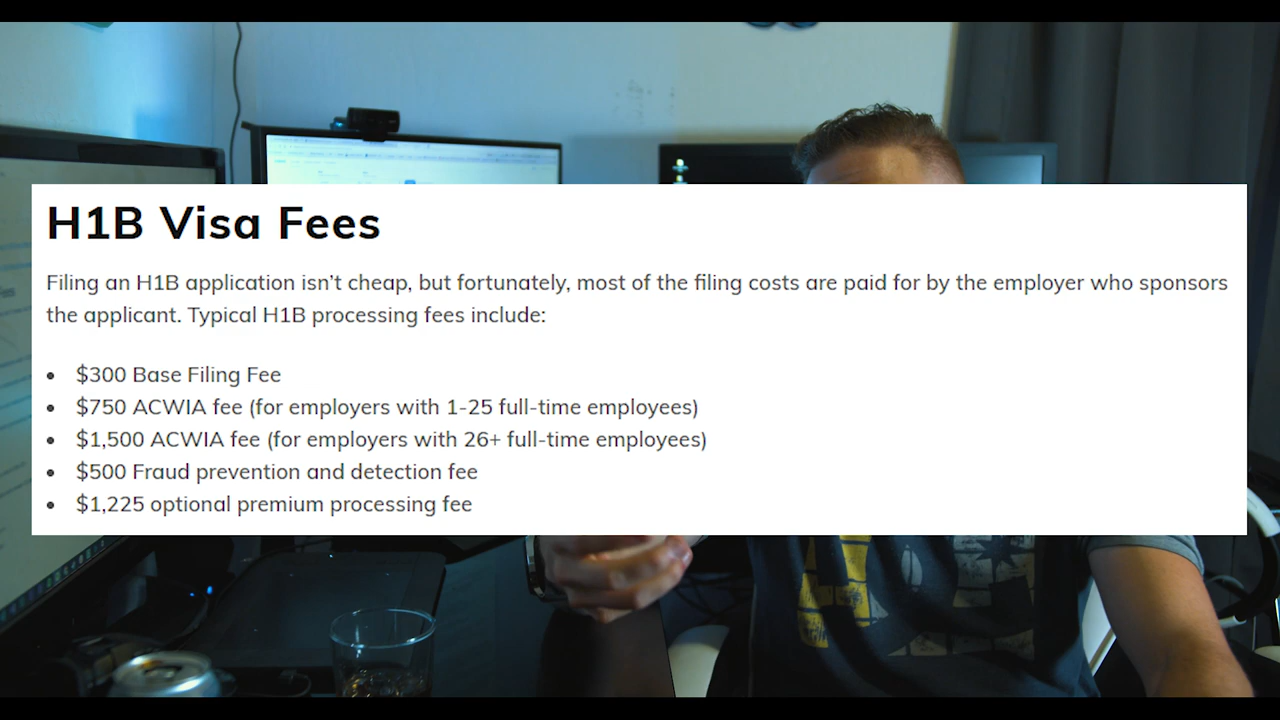 H1B Visa Fees
Filing an H1B application isn’t cheap, but fortunately, most of the filing costs are paid for by the employer who sponsors
the applicant. Typical H1B processing fees include:
• $300 Base Filing Fee
• $750 ACWIA fee (for employers with 1-25 full-time employees)
• $1,500 ACWIA fee (for employers with 26+ full-time employees)
• $500 Fraud prevention and detection fee
• $1,225 optional premium processing fee